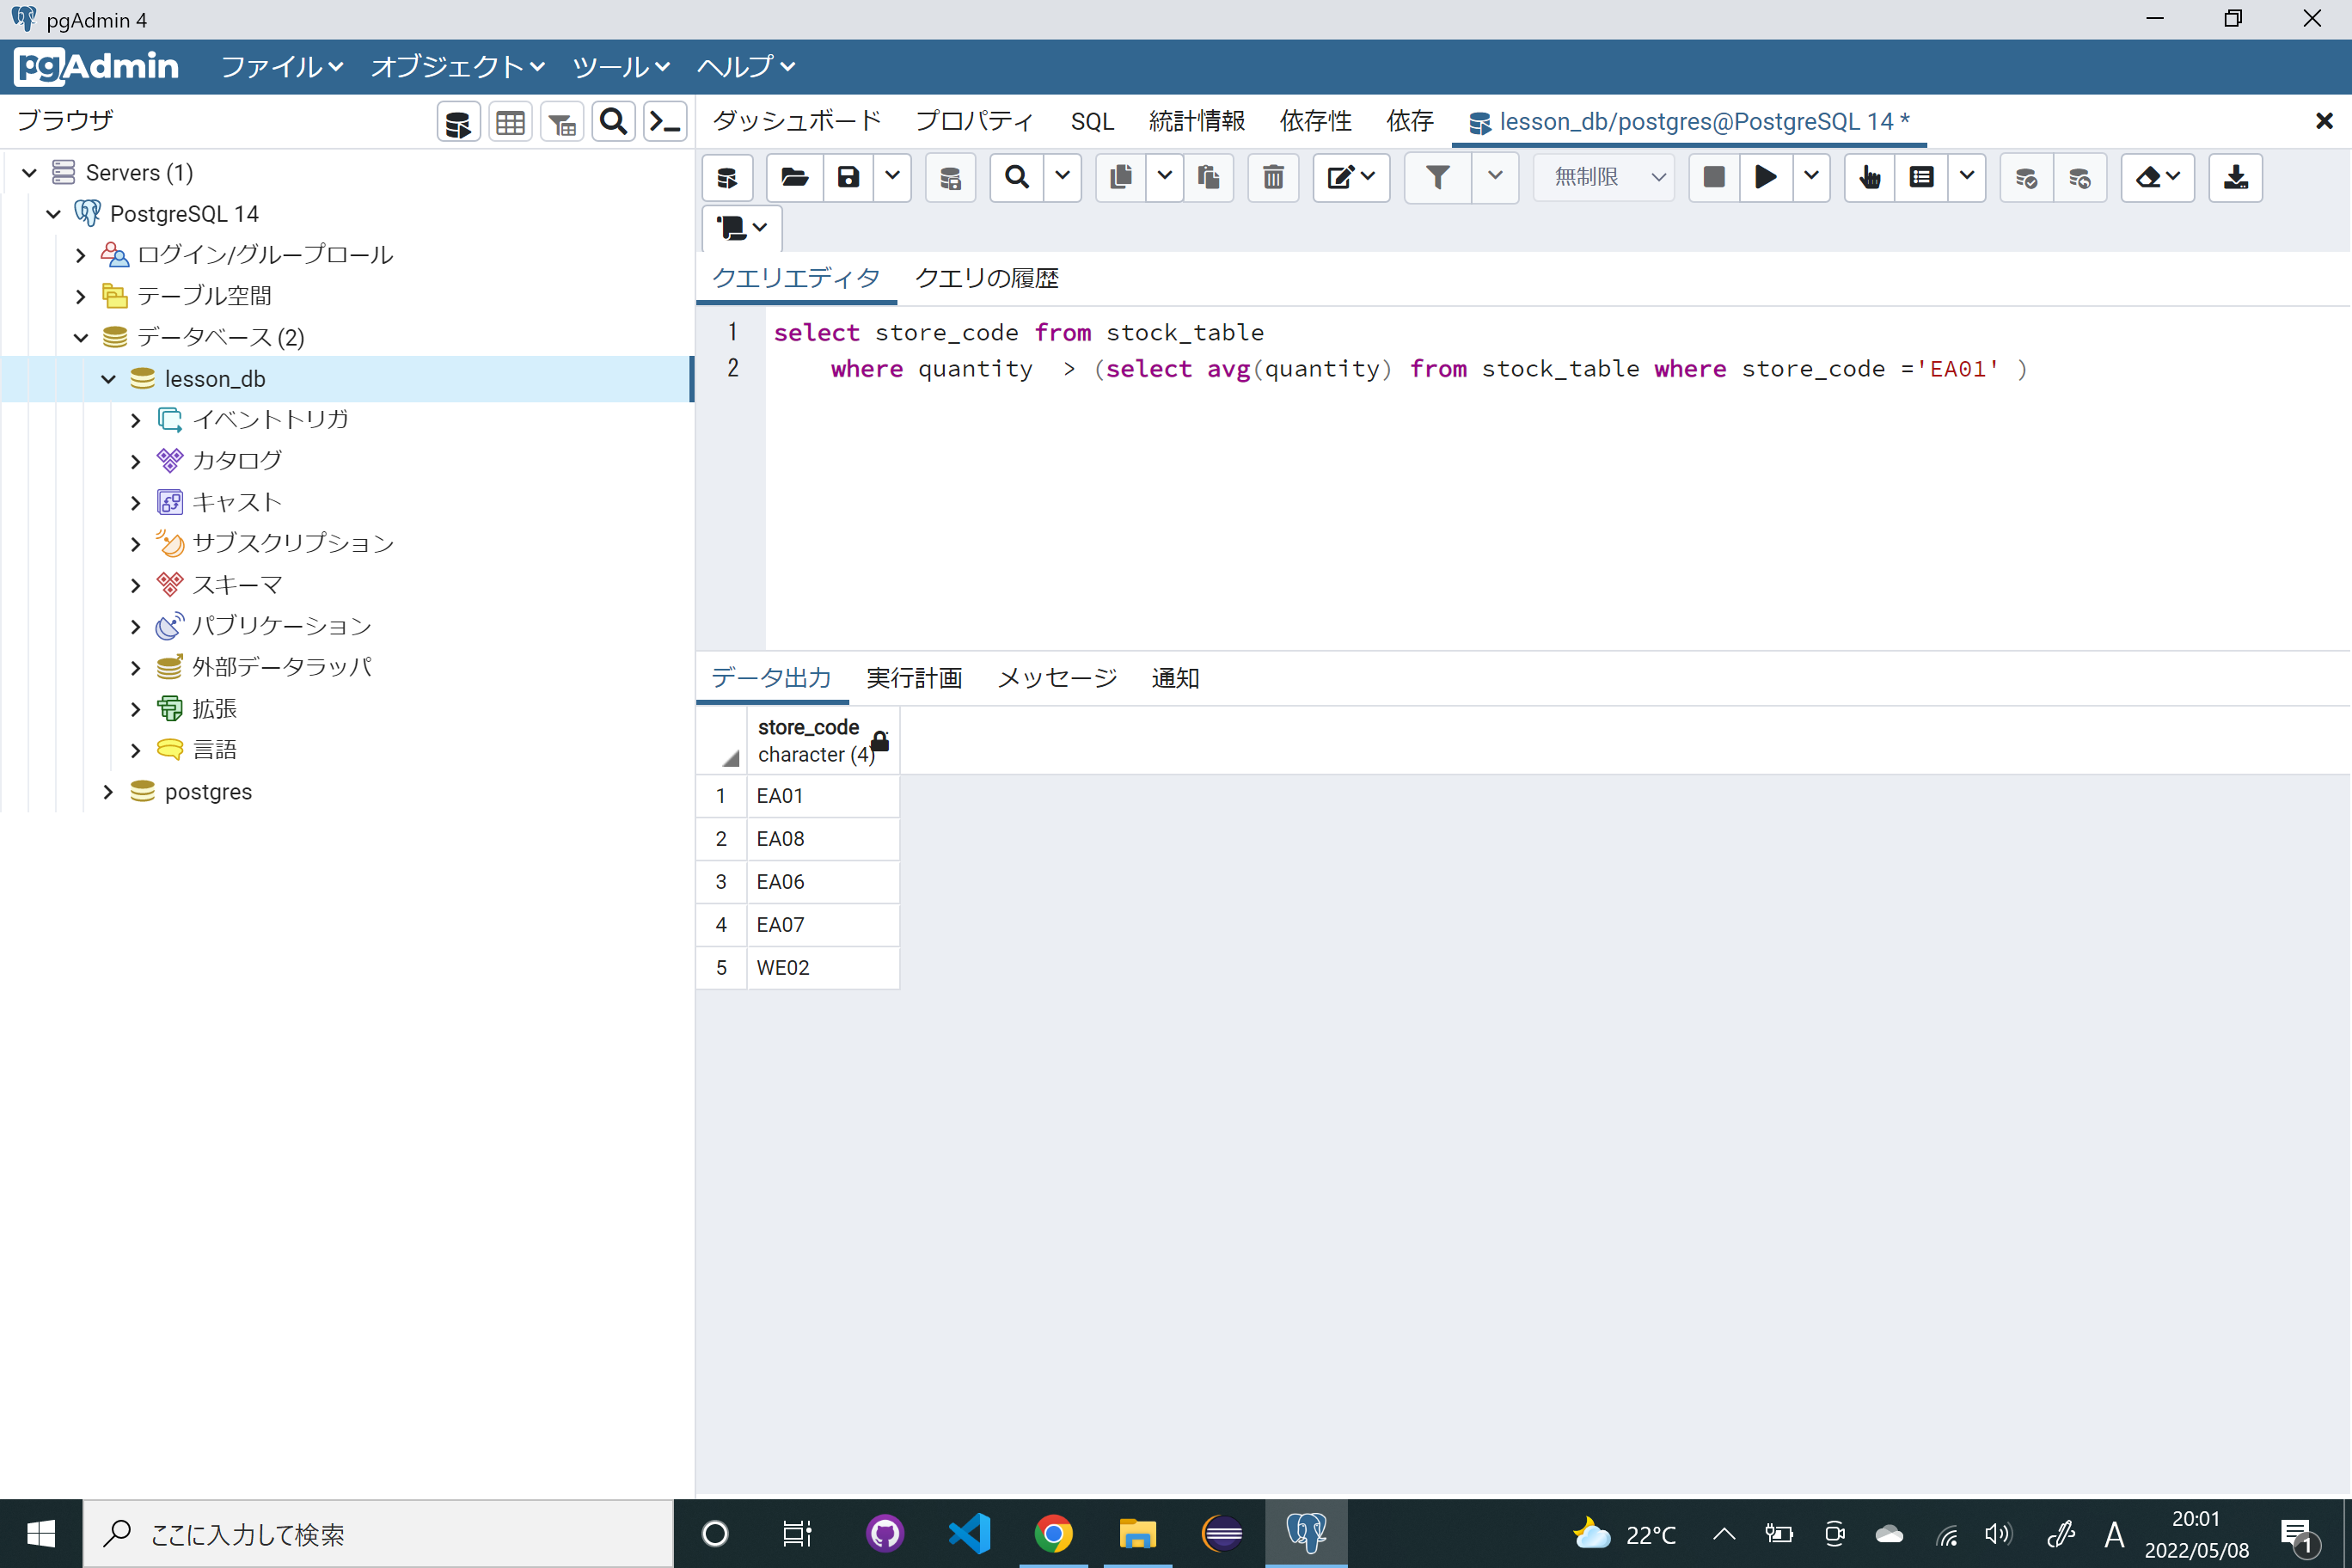 pgAdmin 4
pgAdmin ファイル オブジェクト ツール ヘルプ
ブラウザ
ダッシュボード プロパティ SQL 統計情報 依存性 依存 lesson_db/postgres@PostgreSQL 14 *
無制限
Servers (1)
PostgreSQL 14
ログイン/グループロール
テーブル空間
データベース (2)
lesson_db
イベントトリガ
カタログ
キャスト
サブスクリプション
スキーマ
パブリケーション
外部データラッパ
拡張
言語
postgres
クエリエディタ クエリの履歴
1 select store_code from stock_table
2 where quantity > (select avg(quantity) from stock_table where store_code ='EA01' )
データ出力 実行計画 メッセージ 通知
store_code
character (4)
1 EA01
2 EA08
3 EA06
4 EA07
5 WE02
ここに入力して検索
22°C
A
20:01
2022/05/08
1